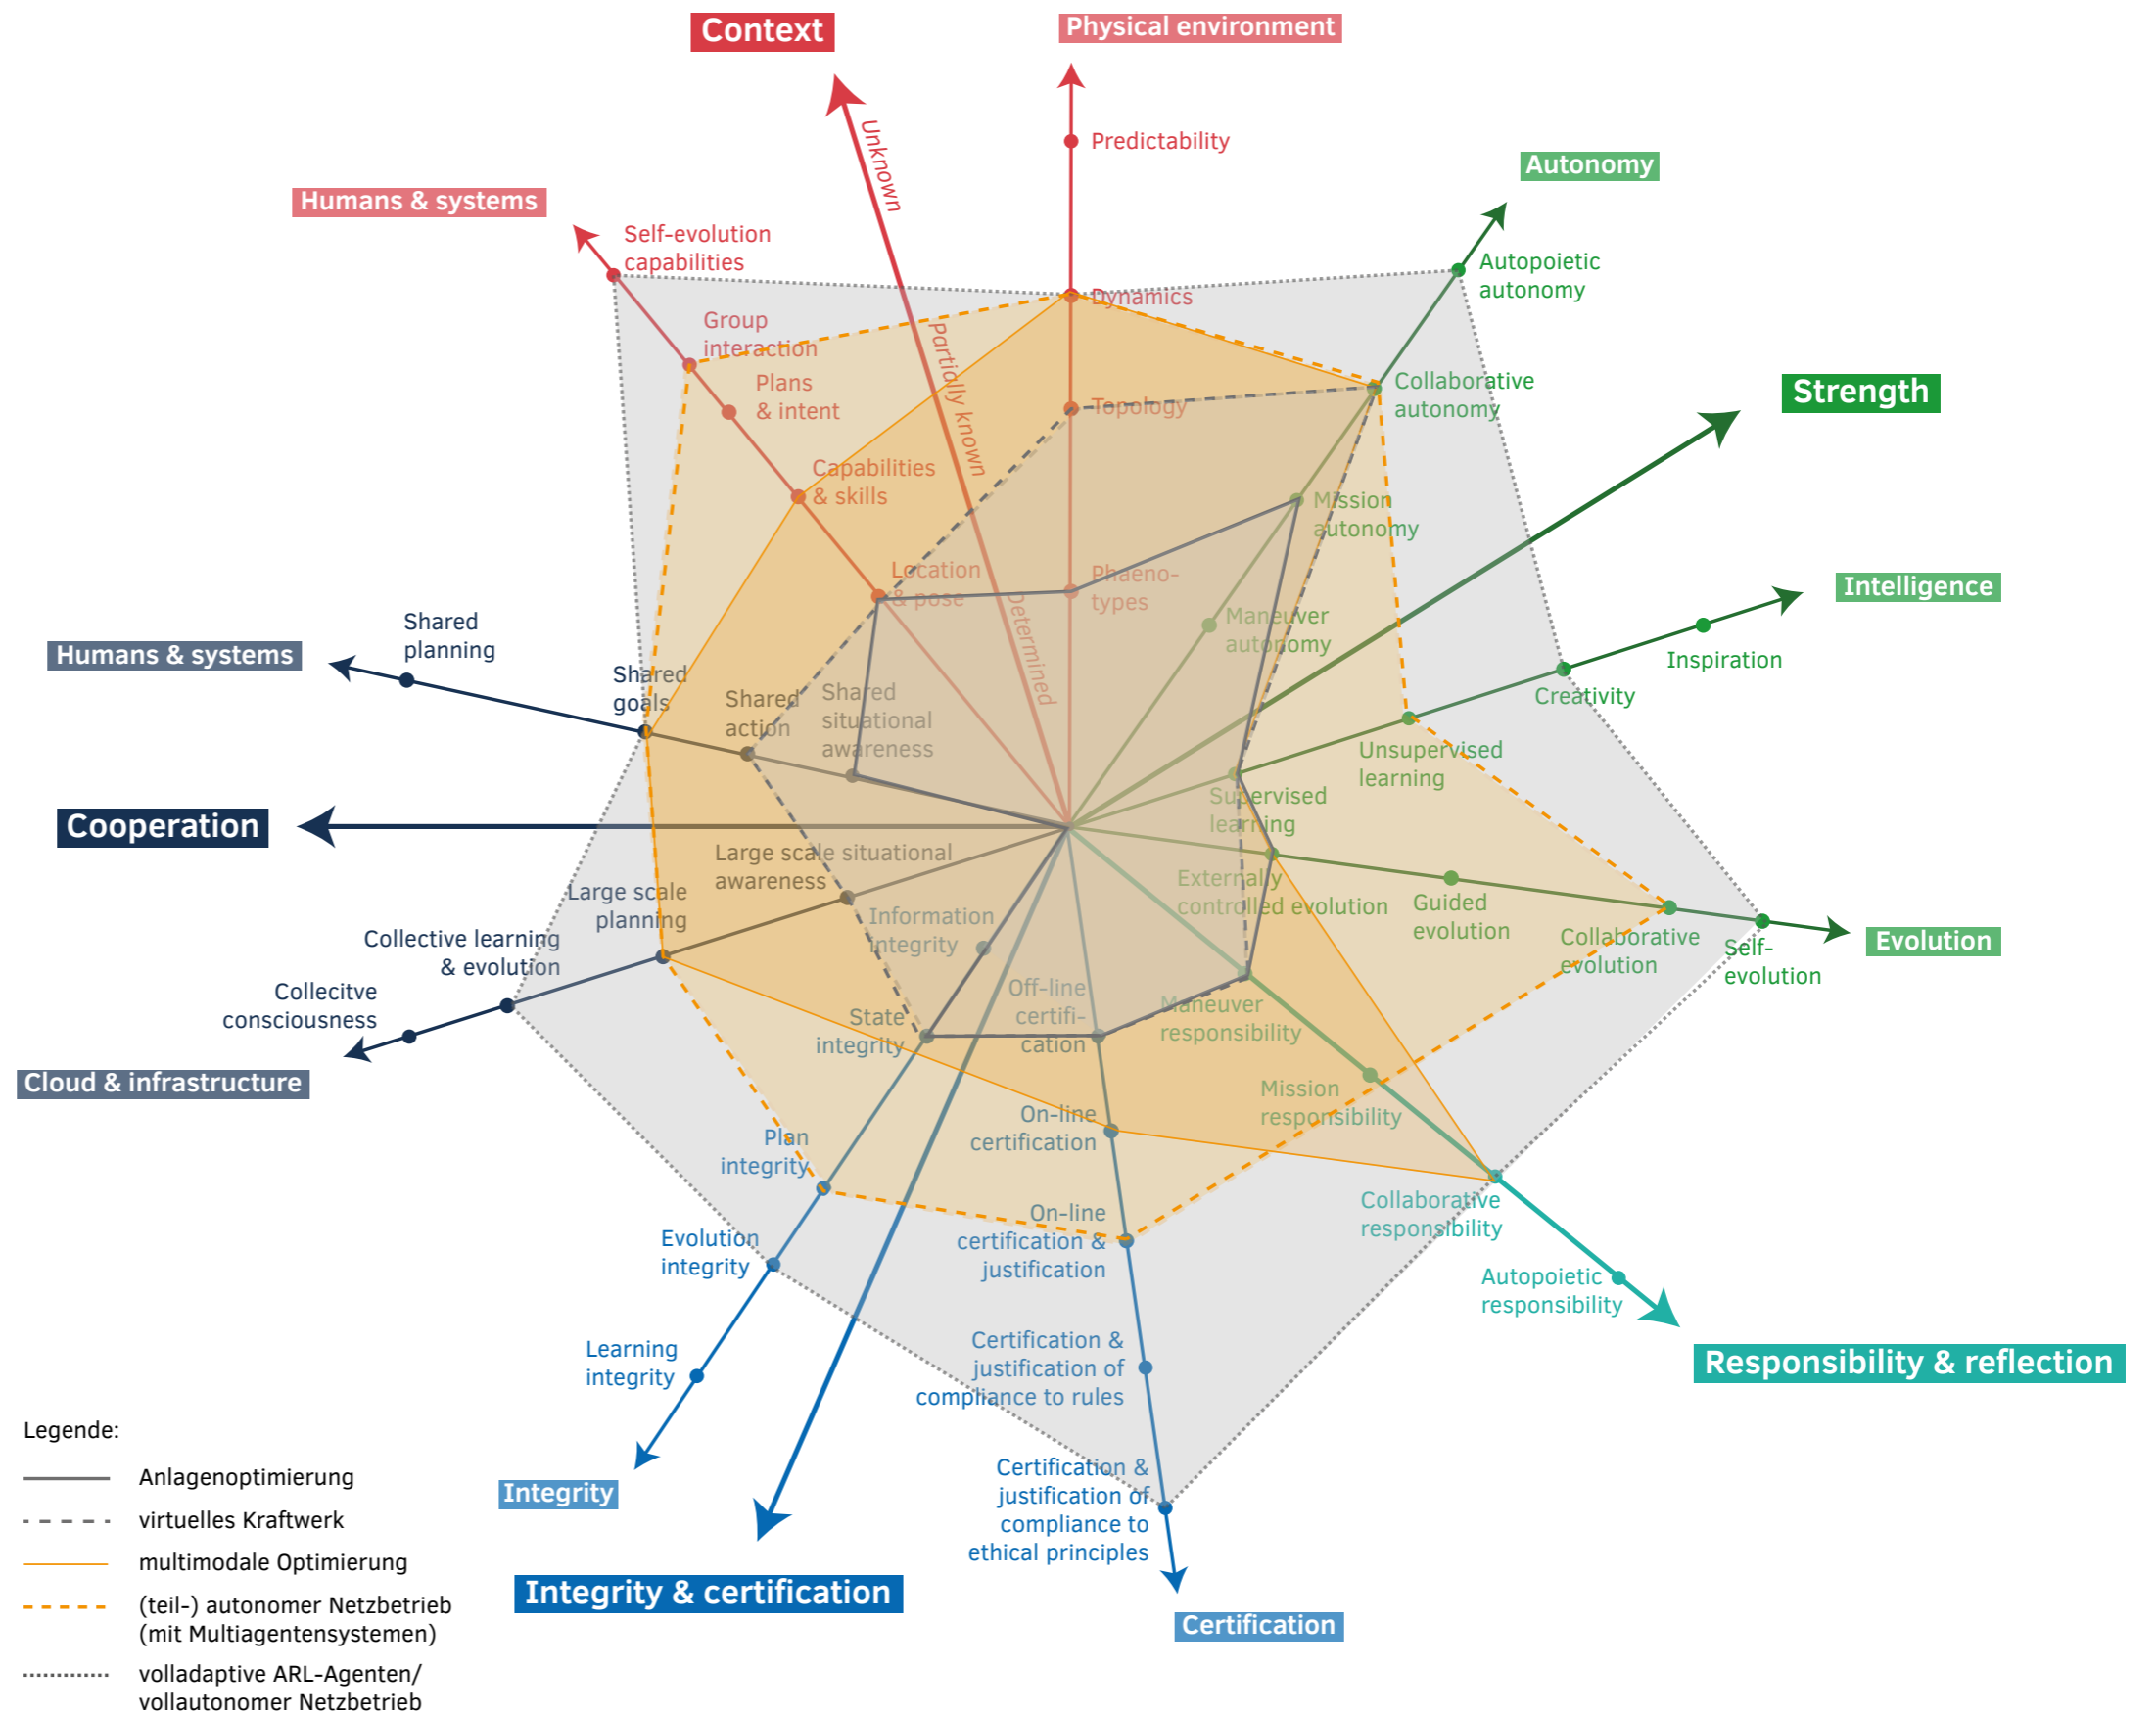 Context
Physical environment
Unknown
Predictability
Autonomy
Humans & systems
Self-evolution
capabilities
Autopoietic
autonomy
Dynamics
Group
interaction
Partially known
Plans
& intent
Collaborative
autonomy
Strength
Topology
Capabilities
& skills
Mission
autonomy
Location
& pose
Phaeno-
types
Determined
Intelligence
Maneuver
autonomy
Inspiration
Creativity
Shared
planning
Humans & systems
Shared
goals
Shared
action
Shared
situational
awareness
Unsupervised
learning
Supervised
learning
Cooperation
Large scale situational
awareness
Large scale
planning
Externally
controlled evolution
Guided
evolution
Collaborative
evolution
Self-
evolution
Evolution
Information
integrity
Collective learning
& evolution
Collecitve
consciousness
Cloud & infrastructure
State
integrity
Off-line
certifi-
cation
Maneuver
responsibility
Mission
responsibility
On-line
certification
Plan
integrity
Collaborative
responsibility
On-line
certification &
justification
Evolution
integrity
Autopoietic
responsibility
Responsibility & reflection
Learning
integrity
Certification &
justification of
compliance to rules
Certification &
justification of
compliance to
ethical principles
Integrity
Integrity & certification
Certification
Legende:
Anlagenoptimierung
virtuelles Kraftwerk
multimodale Optimierung
(teil-) autonomer Netzbetrieb
(mit Multiagentensystemen)
volladaptive ARL-Agenten/
vollautonomer Netzbetrieb